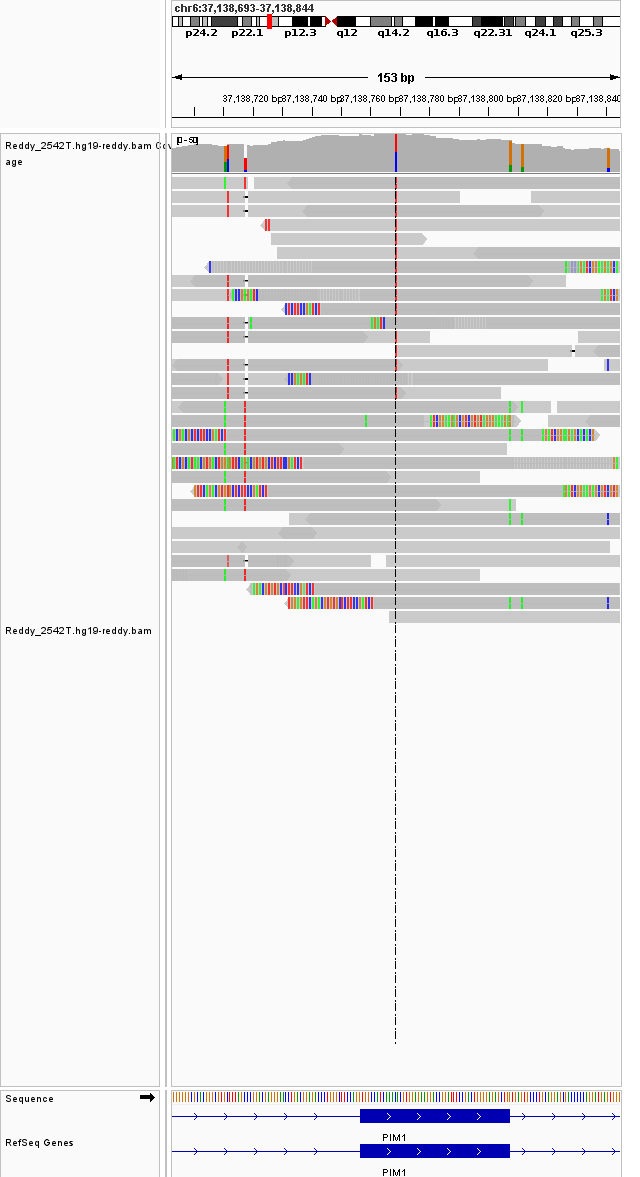 chr6:37,138,693-37,138,844
p24.2 p22.1 p12.3 q12 q14.2 q16.3 q22.31 q24.1 q25.3
153 bp
37,138,720 bp 37,138,740 bp 37,138,760 bp 37,138,780 bp 37,138,800 bp 37,138,820 bp 37,138,840
Reddy_2542T.hg19-reddy.bam Co
age
Reddy_2542T.hg19-reddy.bam
Sequence
PIM1
RefSeq Genes
PIM1